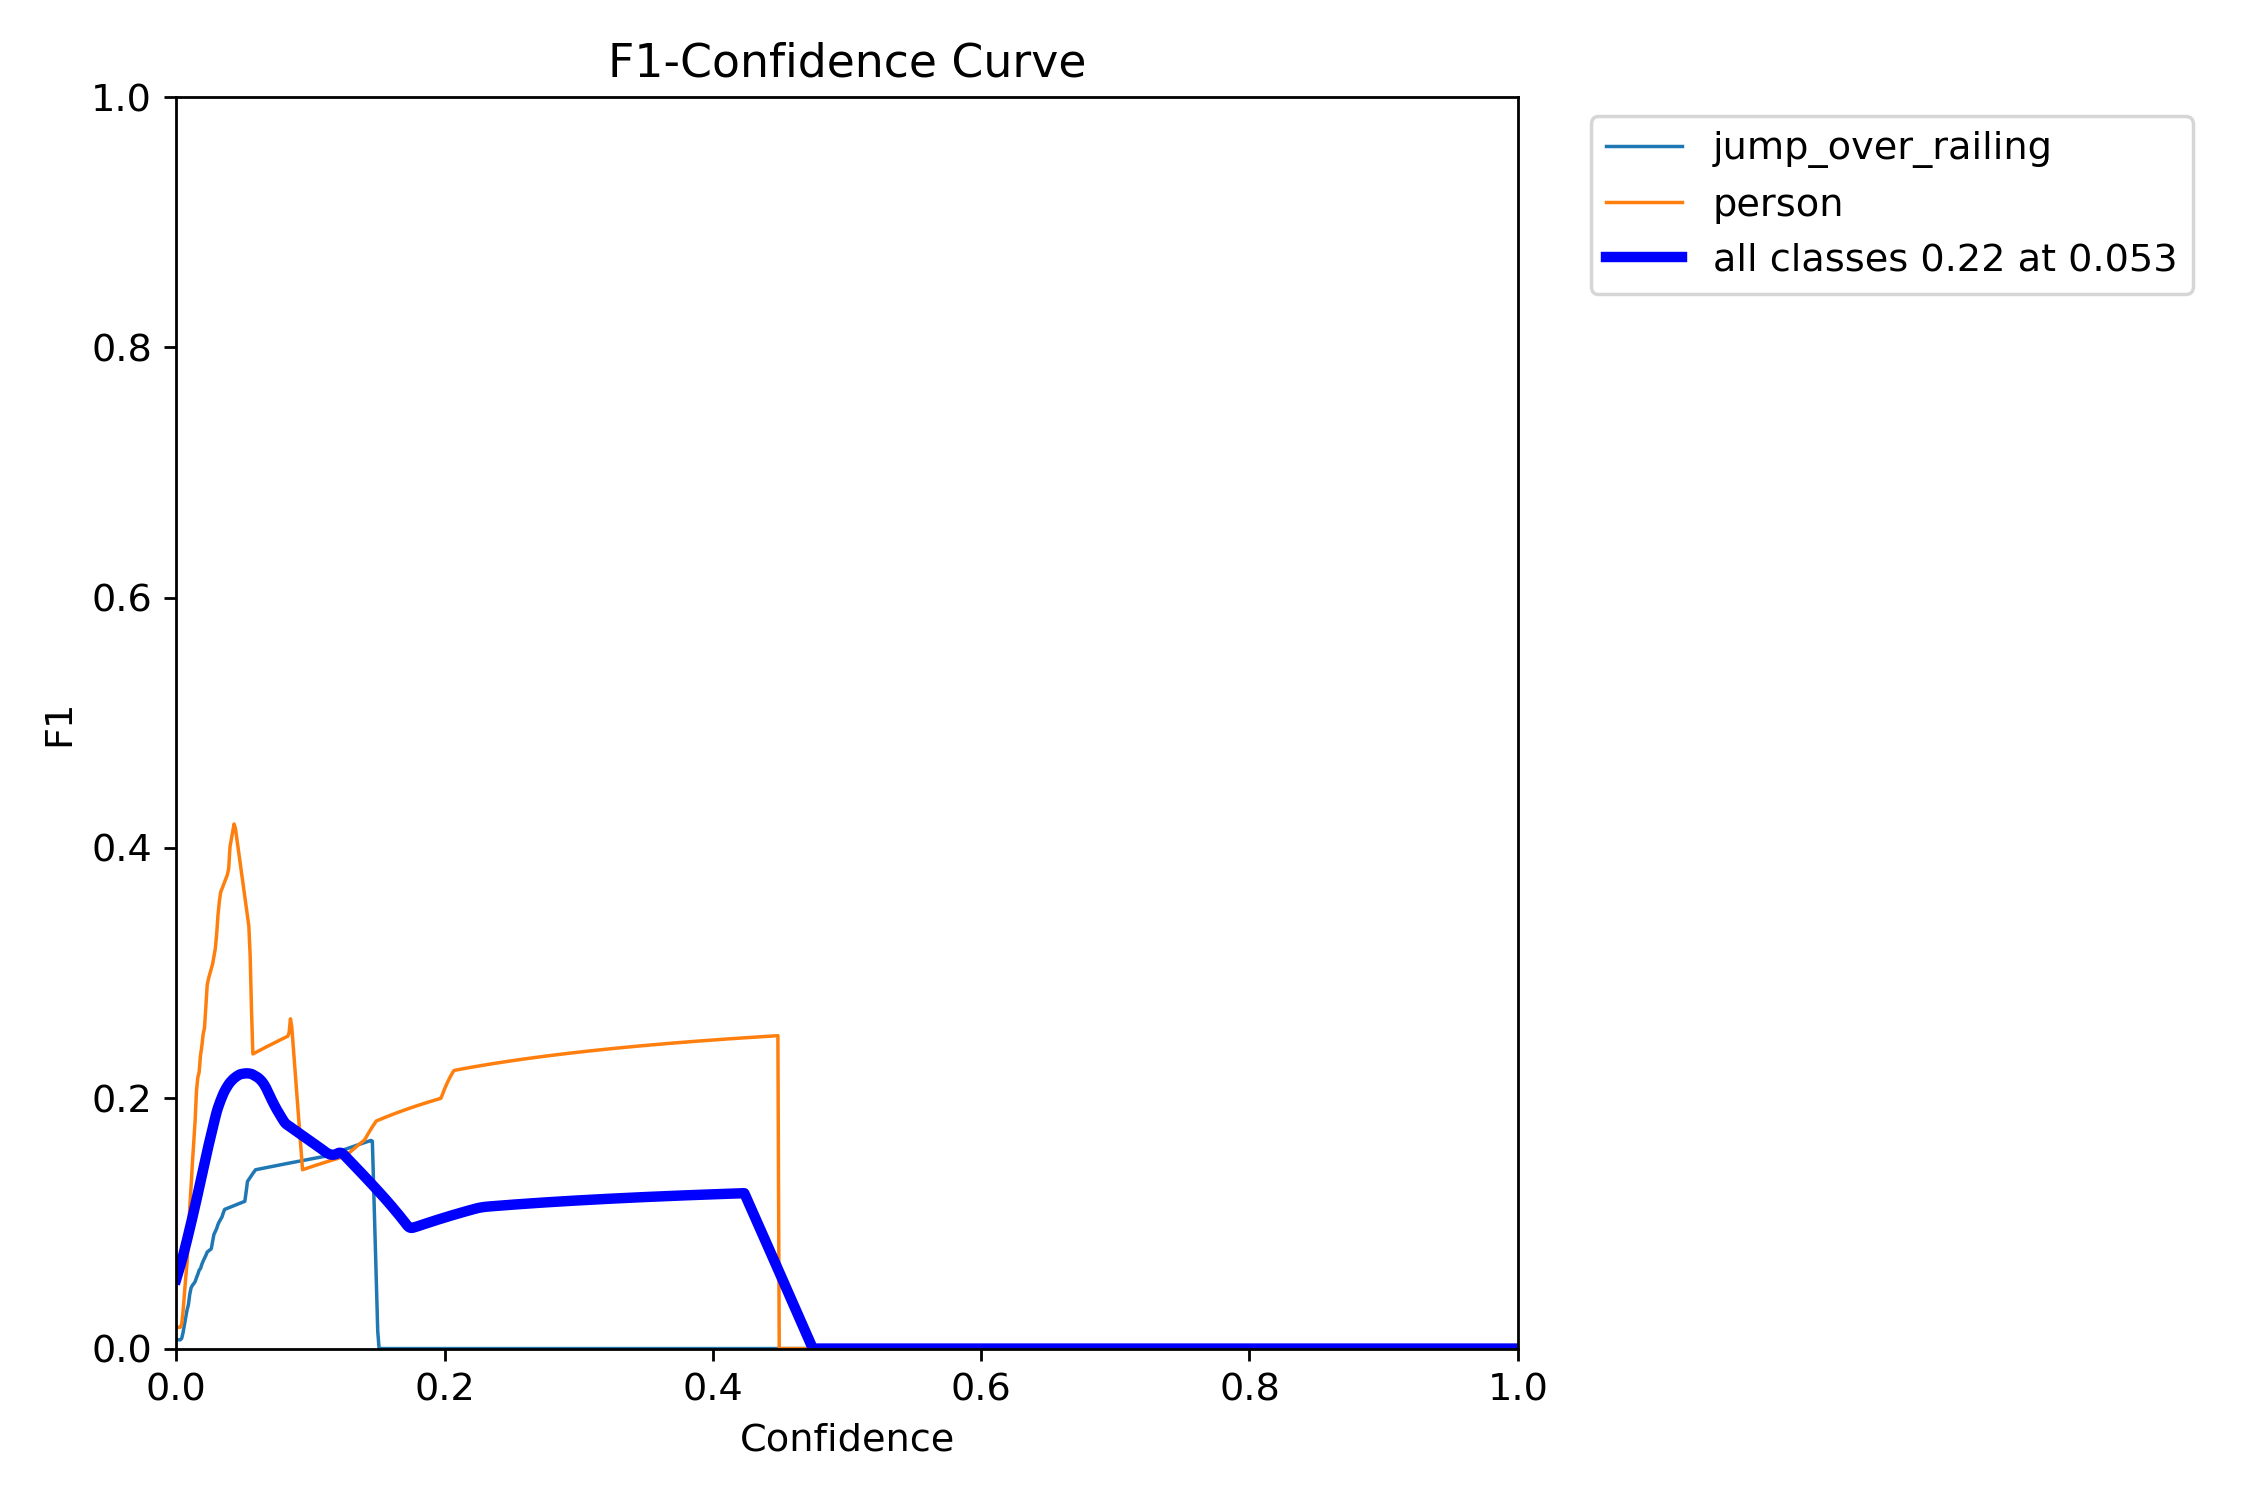 F1-Confidence Curve
1.0
0.8
0.6
0.4
0.2
0.0
F1
0.0 0.2 0.4 0.6 0.8 1.0
Confidence
jump_over_railing
person
all classes 0.22 at 0.053